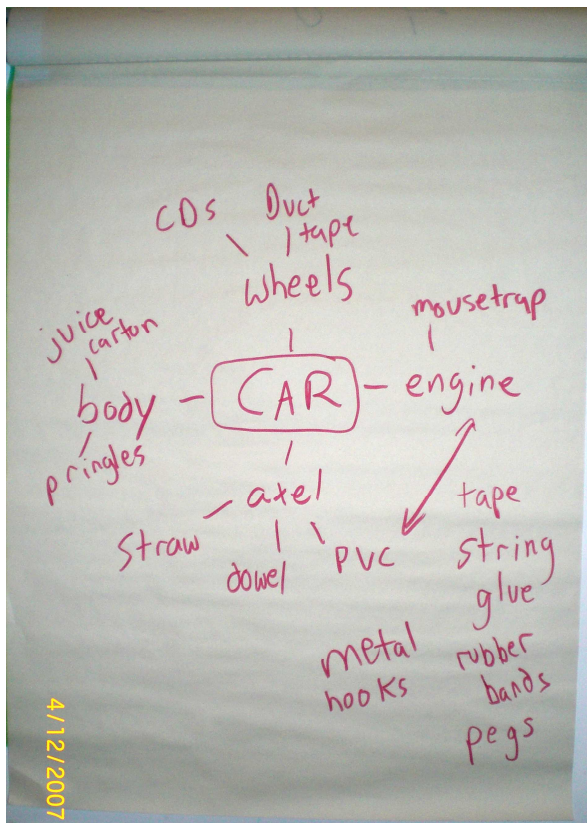 CDs
Duct
tape
wheels
mousetrap
juice
carton
body
CAR
engine
pringles
axel
straw
dowel
PVC
tape
string
glue
metal
hooks
rubber
bands
pegs
4/12/2007